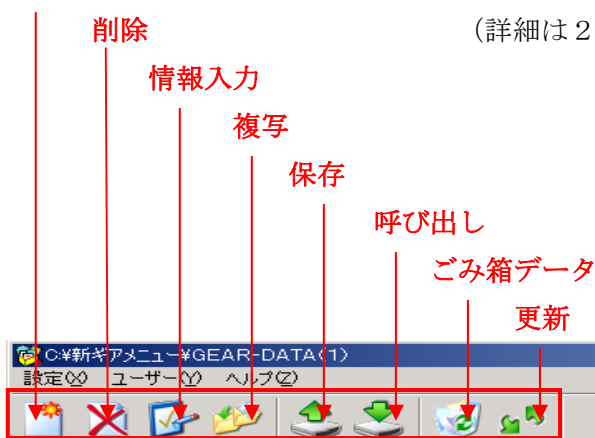 削除
(詳細は2
情報入力
複写
保存
呼び出し
ごみ箱データ
更新
C:¥新ギアメニュー¥GEAR-DATA(1)
設定(X) ユーザー(Y) ヘルプ(Z)